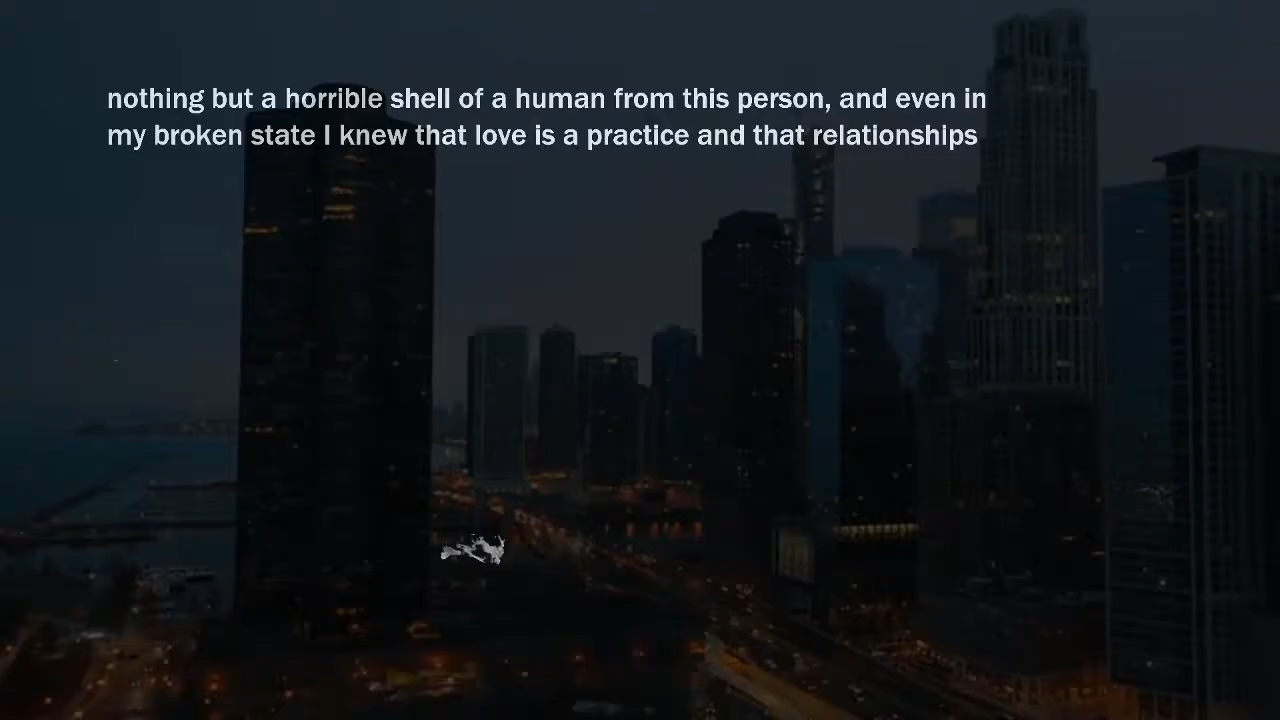 nothing but a horrible shell of a human from this person, and even in
my broken state I knew that love is a practice and that relationships